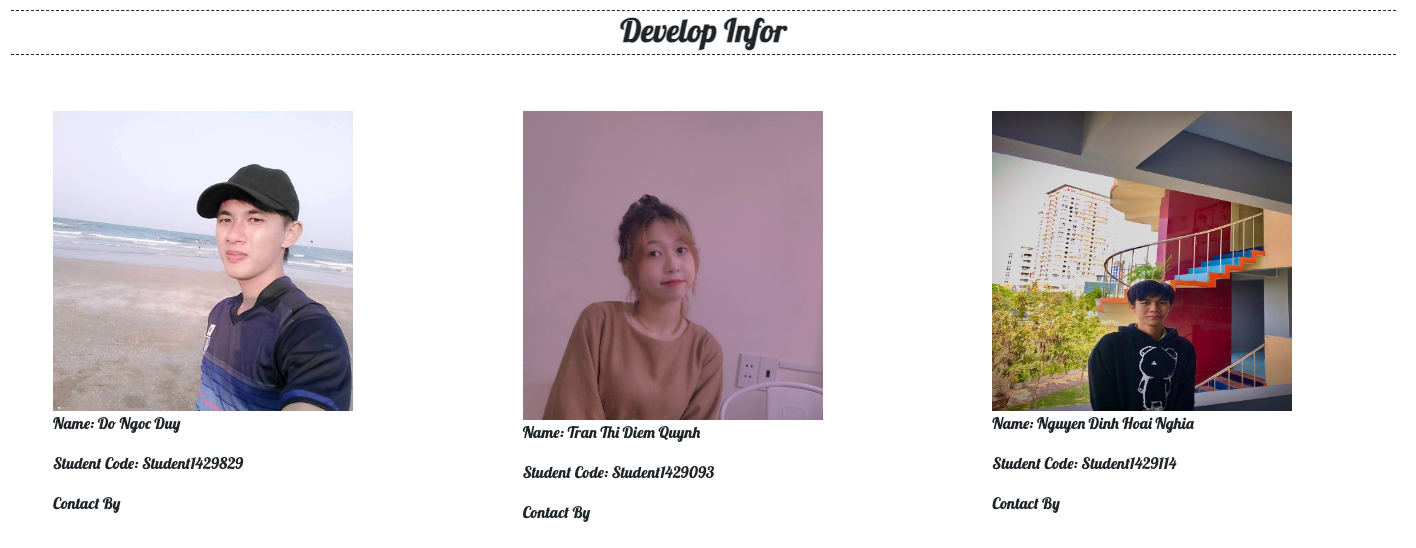 Develop Infor
Name: Do Ngoc Duy
Student Code: Student1429829
Contact By
Name: Tran Thi Diem Quynh
Student Code: Student1429093
Contact By
Name: Nguyen Dinh Hoai Nghia
Student Code: Student1429114
Contact By